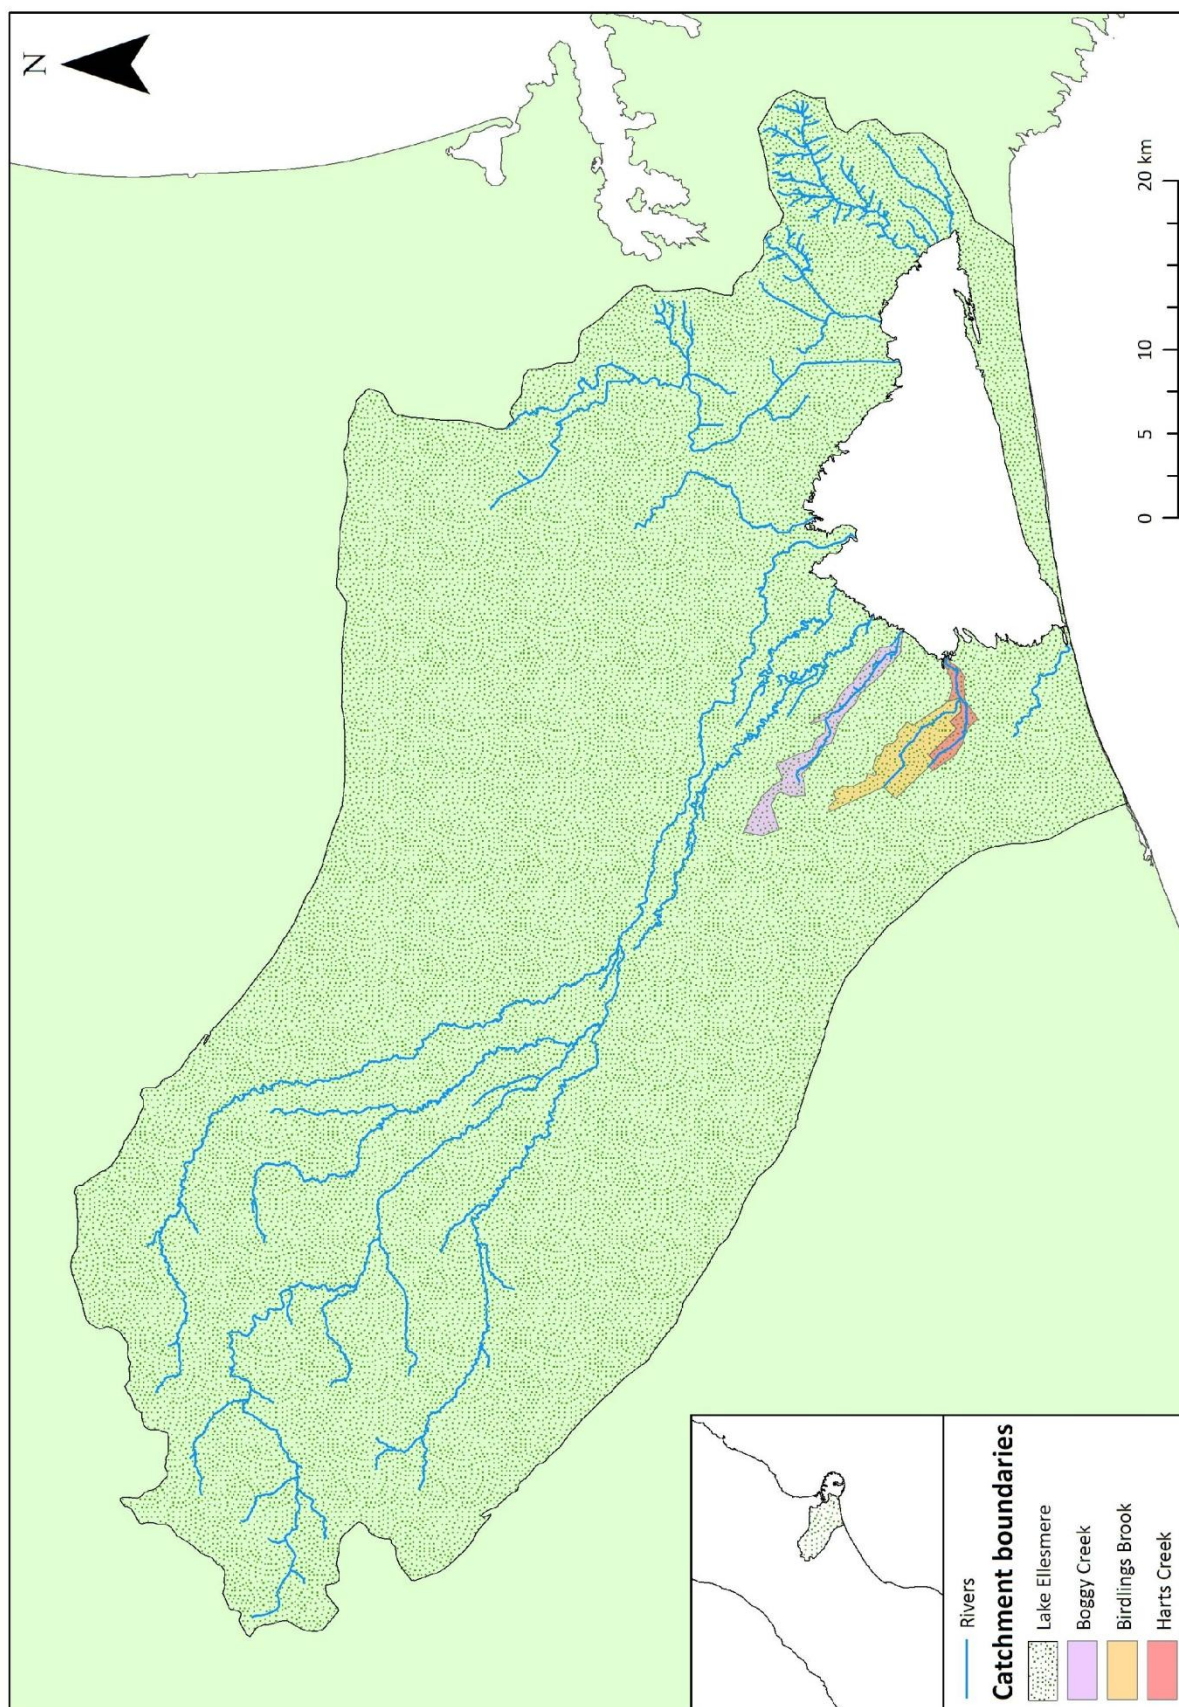 N
0 5 10 20 km
Rivers
Catchment boundaries
Lake Ellesmere
Boggy Creek
Birdlings Brook
Harts Creek